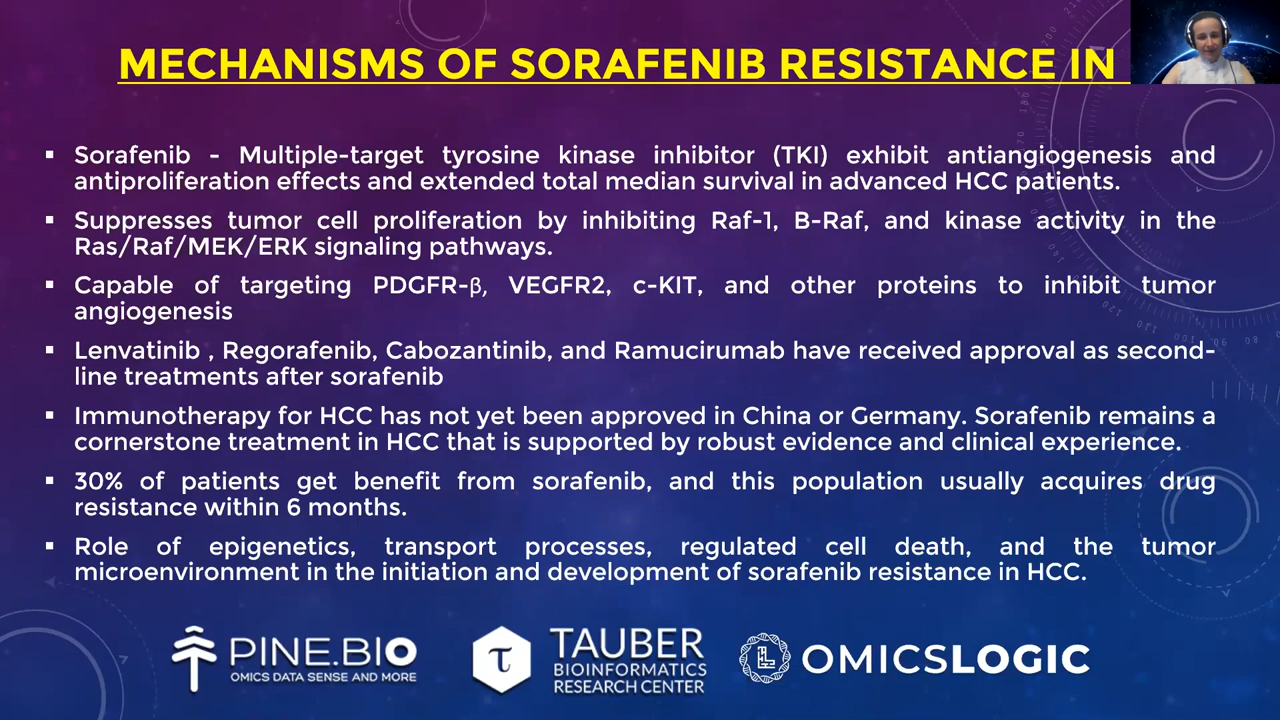 MECHANISMS OF SORAFENIB RESISTANCE IN
▪ Sorafenib - Multiple-target tyrosine kinase inhibitor (TKI) exhibit antiangiogenesis and
antiproliferation effects and extended total median survival in advanced HCC patients.
▪ Suppresses tumor cell proliferation by inhibiting Raf-1, B-Raf, and kinase activity in the
Ras/Raf/MEK/ERK signaling pathways.
▪ Capable of targeting PDGFR-β, VEGFR2, c-KIT, and other proteins to inhibit tumor
angiogenesis
▪ Lenvatinib , Regorafenib, Cabozantinib, and Ramucirumab have received approval as second-
line treatments after sorafenib
▪ Immunotherapy for HCC has not yet been approved in China or Germany. Sorafenib remains a
cornerstone treatment in HCC that is supported by robust evidence and clinical experience.
▪ 30% of patients get benefit from sorafenib, and this population usually acquires drug
resistance within 6 months.
▪ Role of epigenetics, transport processes, regulated cell death, and the tumor
microenvironment in the initiation and development of sorafenib resistance in HCC.
PINE.BIO
OMICS DATA SENSE AND MORE
τ
TAUBER
BIOINFORMATICS
RESEARCH CENTER
OMICSLOGIC